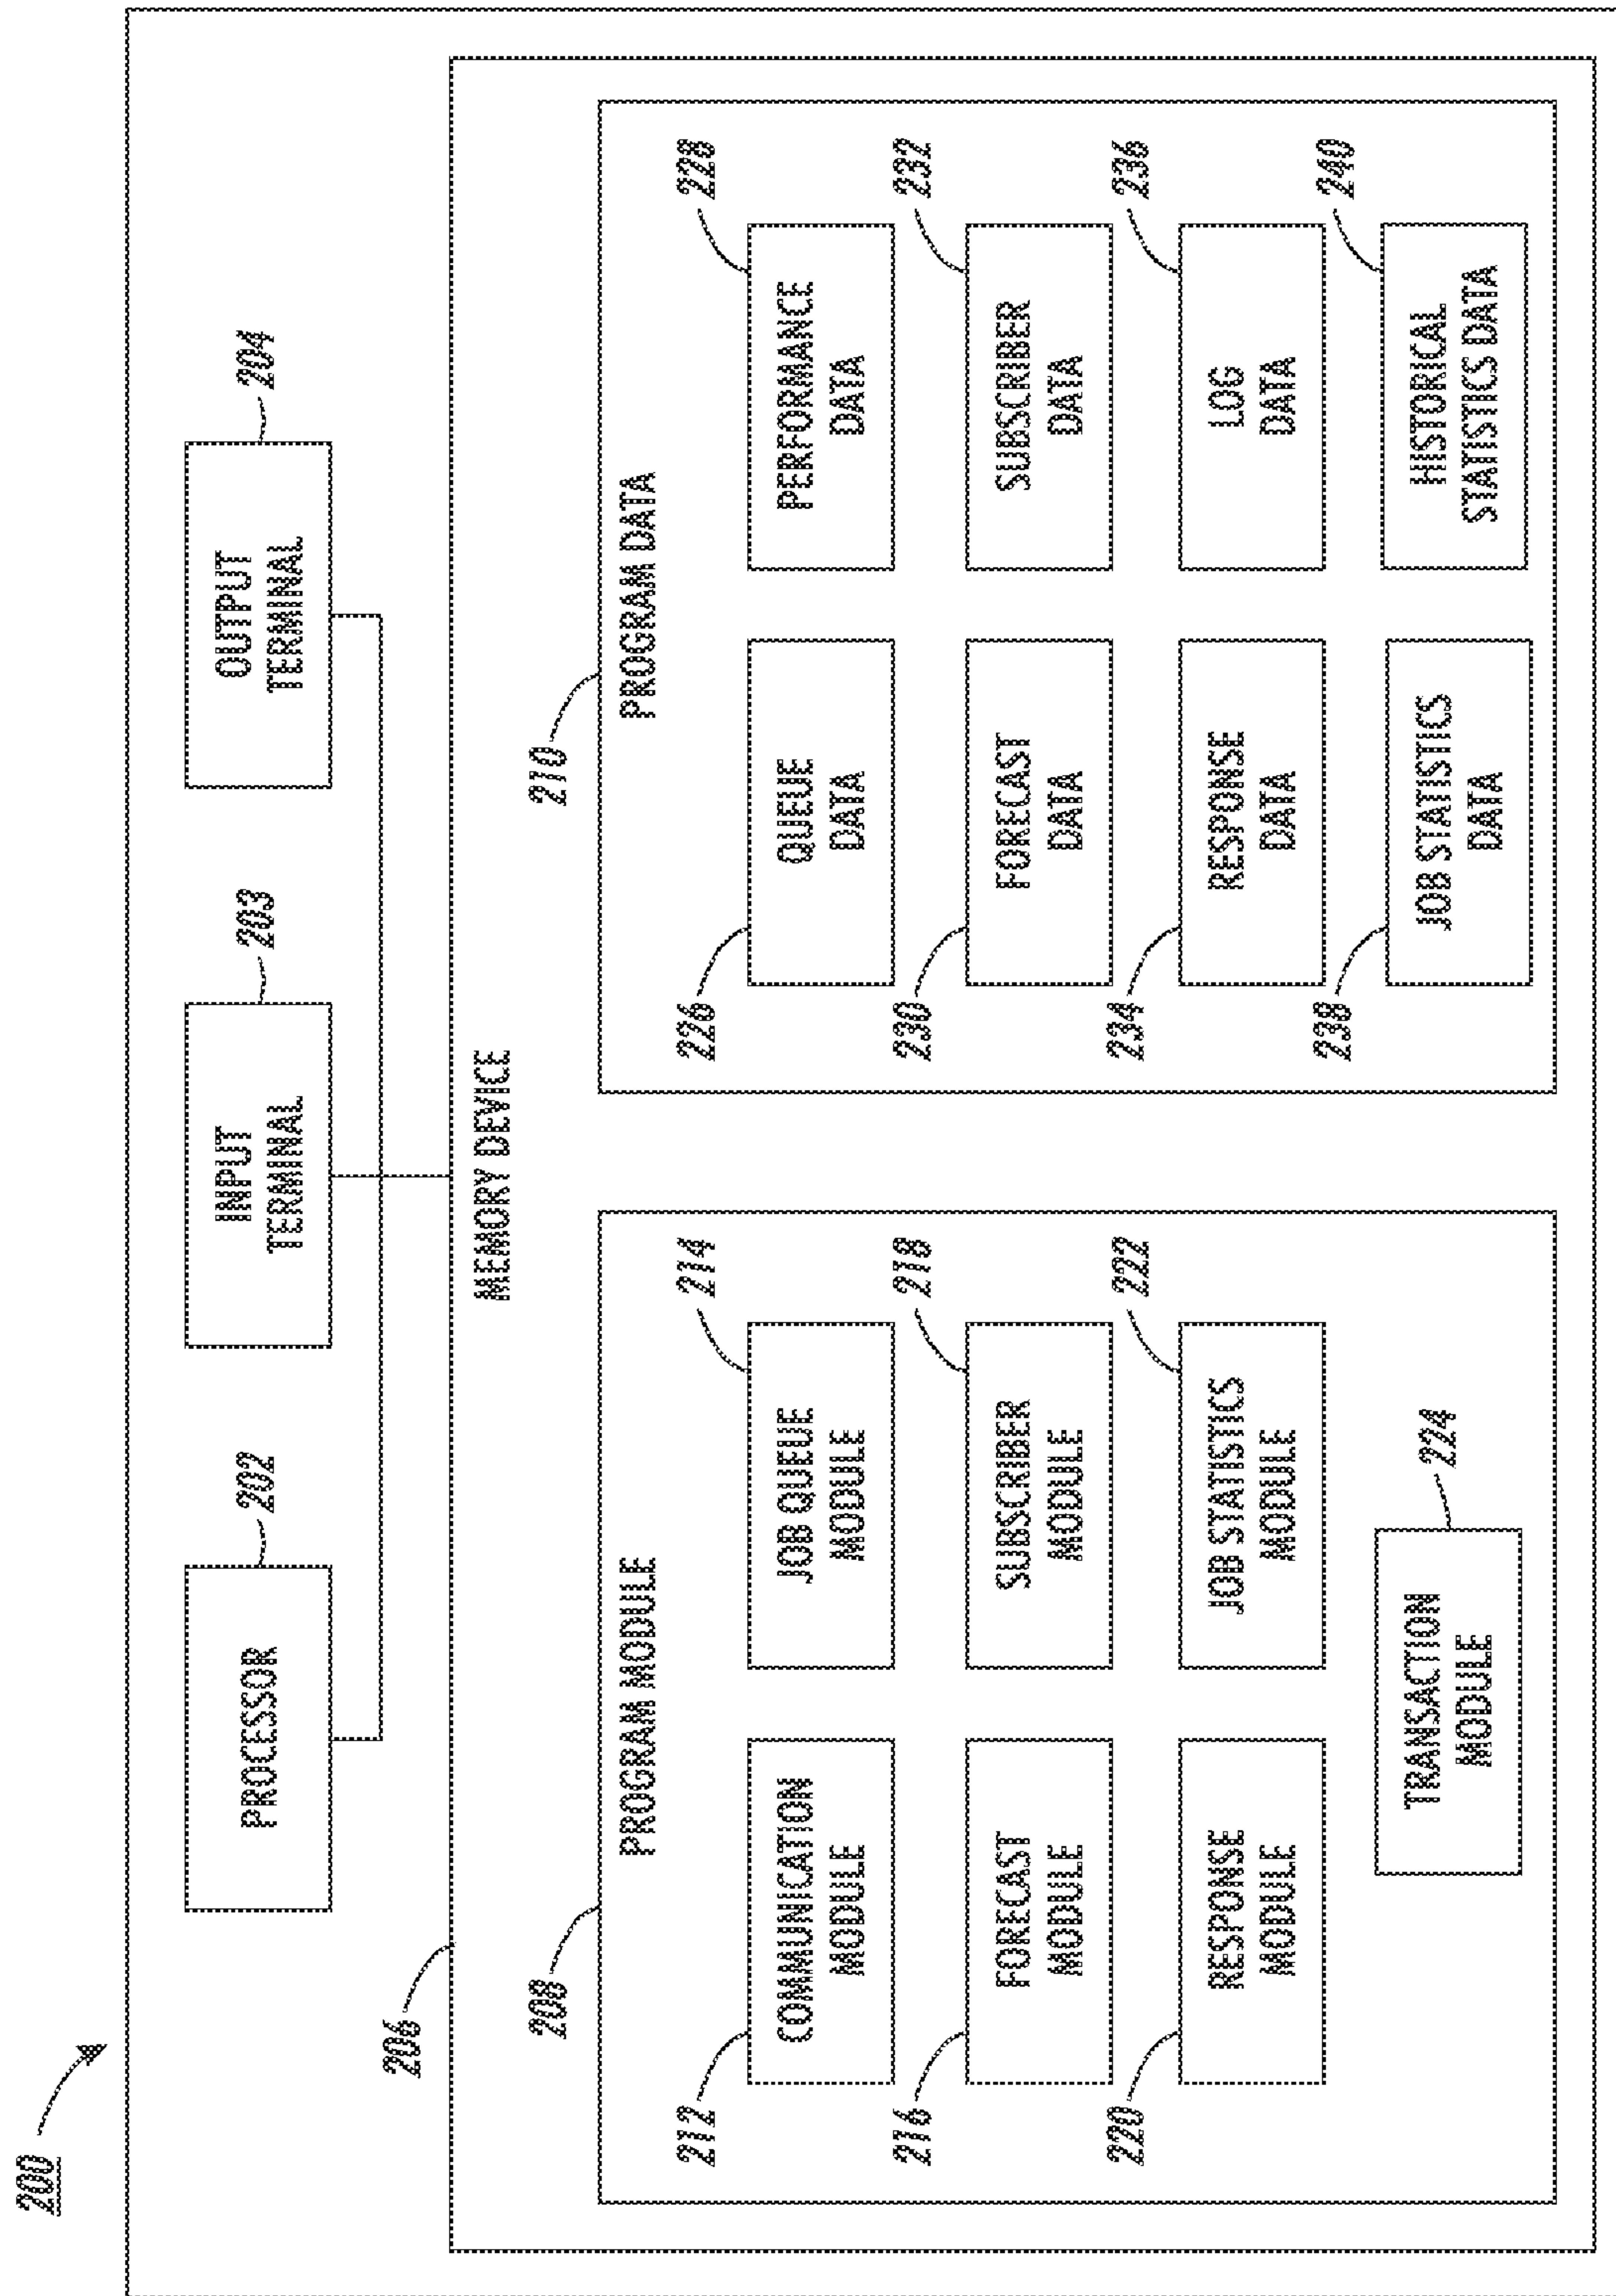 200
202
203
204
PROCESSOR
INPUT
TERMINAL
OUTPUT
TERMINAL
206
MEMORY DEVICE
208
PROGRAM MODULE
212
COMMUNICATION
MODULE
214
JOB QUEUE
MODULE
216
FORECAST
MODULE
218
SUBSCRIBER
MODULE
220
RESPONSE
MODULE
222
JOB STATISTICS
MODULE
224
TRANSACTION
MODULE
210
PROGRAM DATA
226
QUEUE
DATA
228
PERFORMANCE
DATA
230
FORECAST
DATA
232
SUBSCRIBER
DATA
234
RESPONSE
DATA
236
LOG
DATA
238
JOB STATISTICS
DATA
240
HISTORICAL
STATISTICS DATA